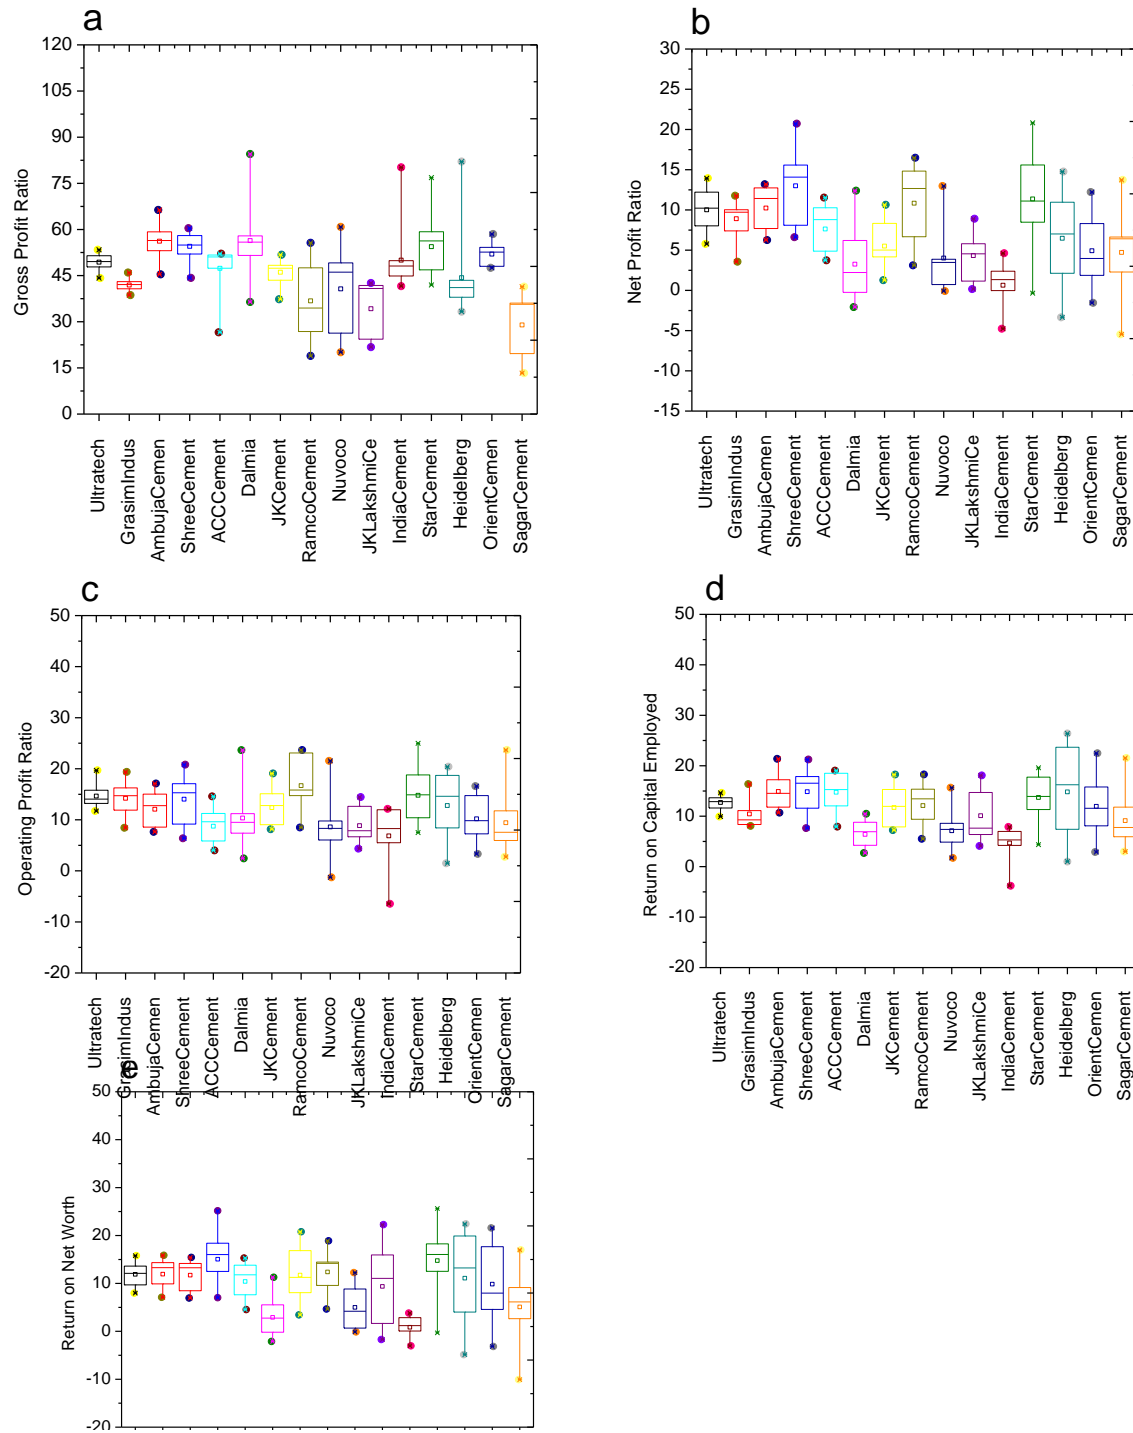 a
Gross Profit Ratio
120
105
90
75
60
45
30
15
0
Ultratech
GrasimIndus
AmbujaCemen
ShreeCement
ACCCement
Dalmia
JKCement
RamcoCement
Nuvoco
JKLakshmiCe
IndiaCement
StarCement
Heidelberg
OrientCemen
SagarCement
b
Net Profit Ratio
30
25
20
15
10
5
0
-5
-10
-15
Ultratech
GrasimIndus
AmbujaCemen
ShreeCement
ACCCement
Dalmia
JKCement
RamcoCement
Nuvoco
JKLakshmiCe
IndiaCement
StarCement
Heidelberg
OrientCemen
SagarCement
c
Operating Profit Ratio
50
40
30
20
10
0
-10
-20
Ultratech
GrasimIndus
AmbujaCemen
ShreeCement
ACCCement
Dalmia
JKCement
RamcoCement
Nuvoco
JKLakshmiCe
IndiaCement
StarCement
Heidelberg
OrientCemen
SagarCement
d
Return on Capital Employed
50
40
30
20
10
0
-10
-20
Ultratech
GrasimIndus
AmbujaCemen
ShreeCement
ACCCement
Dalmia
JKCement
RamcoCement
Nuvoco
JKLakshmiCe
IndiaCement
StarCement
Heidelberg
OrientCemen
SagarCement
e
Return on Net Worth
50
40
30
20
10
0
-10
-20